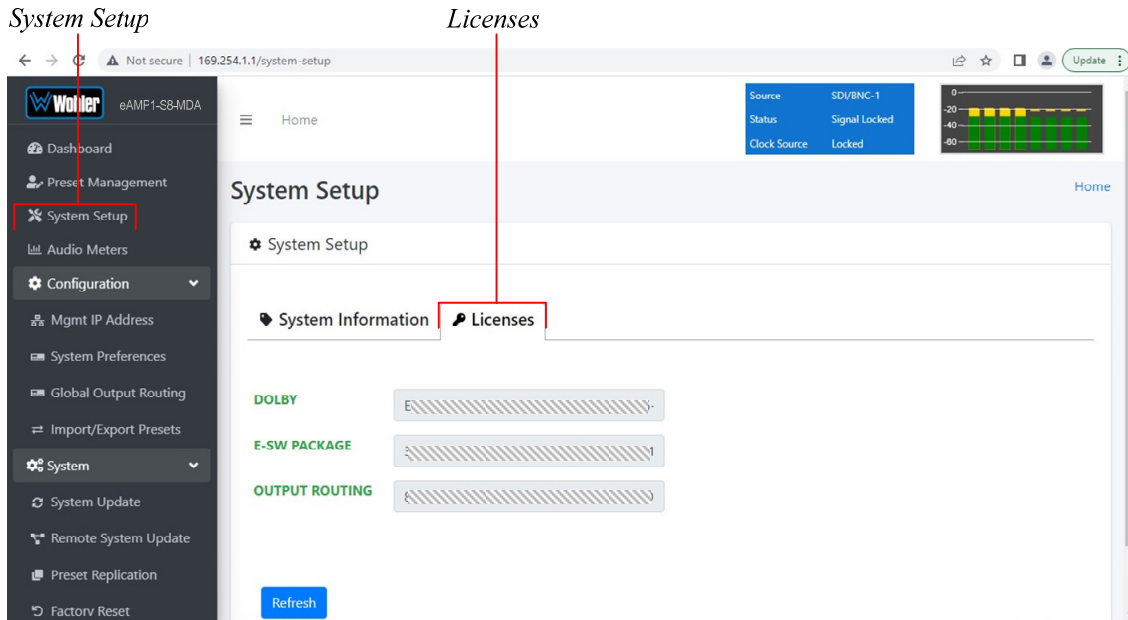 System Setup
Licenses
Not secure | 169.254.1.1/system-setup
Update
Wohler eAMP1-S8-MDA
Home
Source SDI/BNC-1
Status Signal Locked
Clock Source Locked
0
-20
-40
-60
Dashboard
Preset Management
System Setup
Audio Meters
Configuration
Mgmt IP Address
System Preferences
Global Output Routing
Import/Export Presets
System
System Update
Remote System Update
Preset Replication
Factory Reset
System Setup
Home
System Setup
System Information
Licenses
DOLBY
E-SW PACKAGE
OUTPUT ROUTING
Refresh